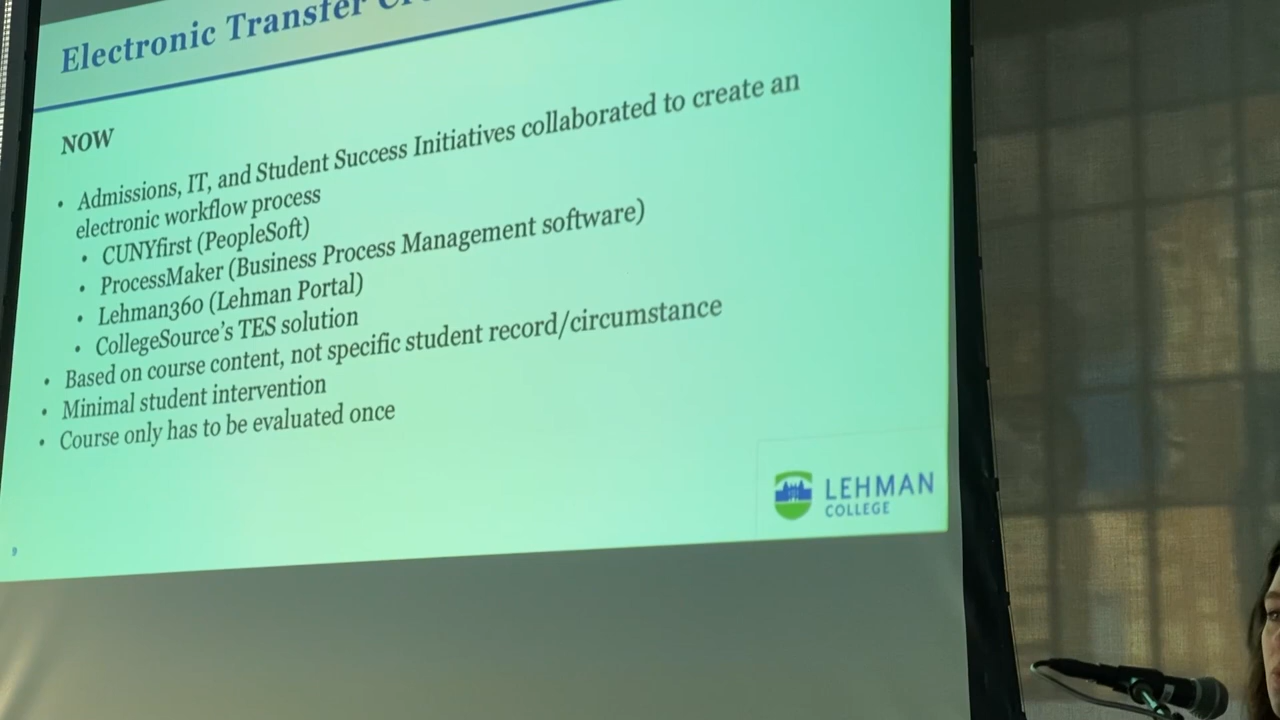 Electronic Transfer
NOW
• Admissions, IT, and Student Success Initiatives collaborated to create an
electronic workflow process
• CUNYfirst (PeopleSoft)
• ProcessMaker (Business Process Management software)
• Lehman360 (Lehman Portal)
• CollegeSource's TES solution
• Based on course content, not specific student record/circumstance
• Minimal student intervention
• Course only has to be evaluated once
LEHMAN
COLLEGE
9